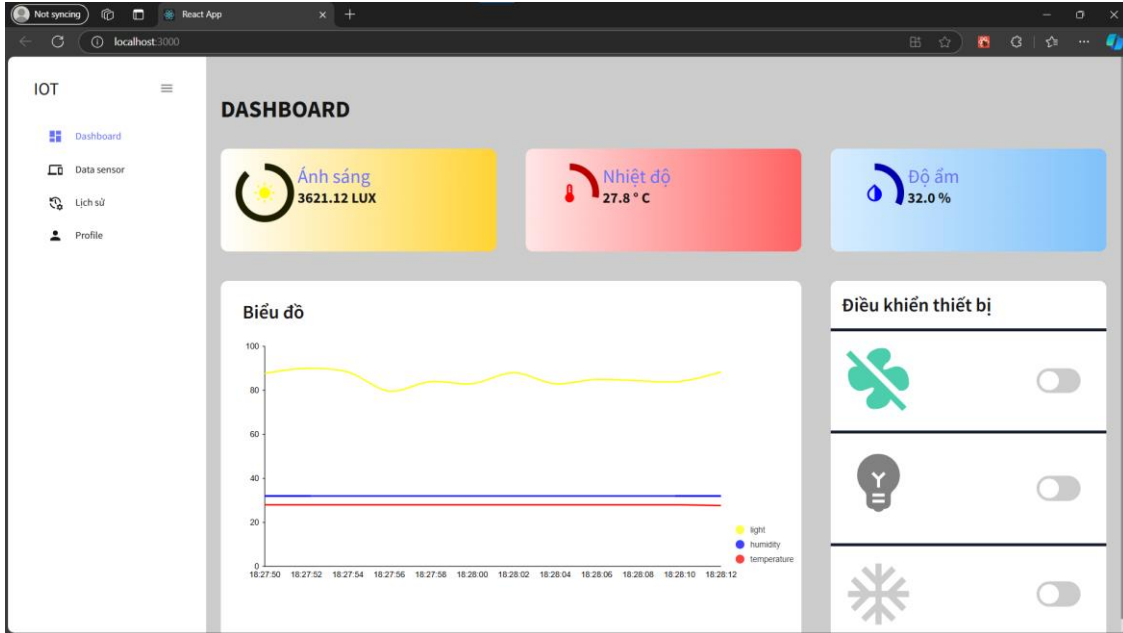 Not syncing
React App
localhost:3000
IOT
Dashboard
Data sensor
Lịch sử
Profile
DASHBOARD
Ánh sáng
3621.12 LUX
Nhiệt độ
27.8 ° C
Độ ẩm
32.0 %
Biểu đồ
100
80
60
40
20
0
18:27:50 18:27:52 18:27:54 18:27:56 18:27:58 18:28:00 18:28:02 18:28:04 18:28:06 18:28:08 18:28:10 18:28:12
light
humidity
temperature
Điều khiển thiết bị